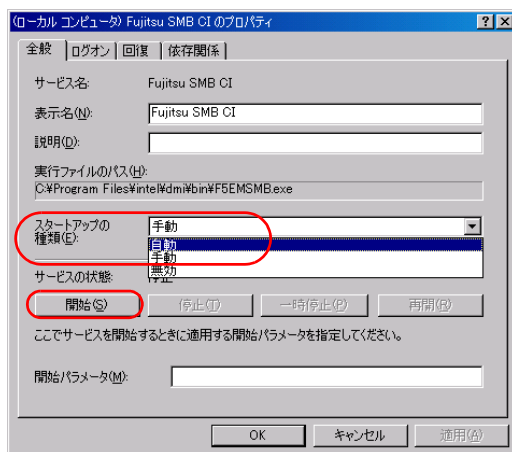 (ローカル コンピュータ) Fujitsu SMB CI のプロパティ
全般 ログオン 回復 依存関係
サービス名: Fujitsu SMB CI
表示名(N): Fujitsu SMB CI
説明(D):
実行ファイルのパス(H):
C:¥Program Files¥intel¥dmi¥bin¥F5EMSMB.exe
スタートアップの
種類(E):
手動
自動
手動
無効
サービスの状態: 停止
開始(S) 停止(T) 一時停止(P) 再開(R)
ここでサービスを開始するときに適用する開始パラメータを指定してください。
開始パラメータ(M):
OK キャンセル 適用(A)